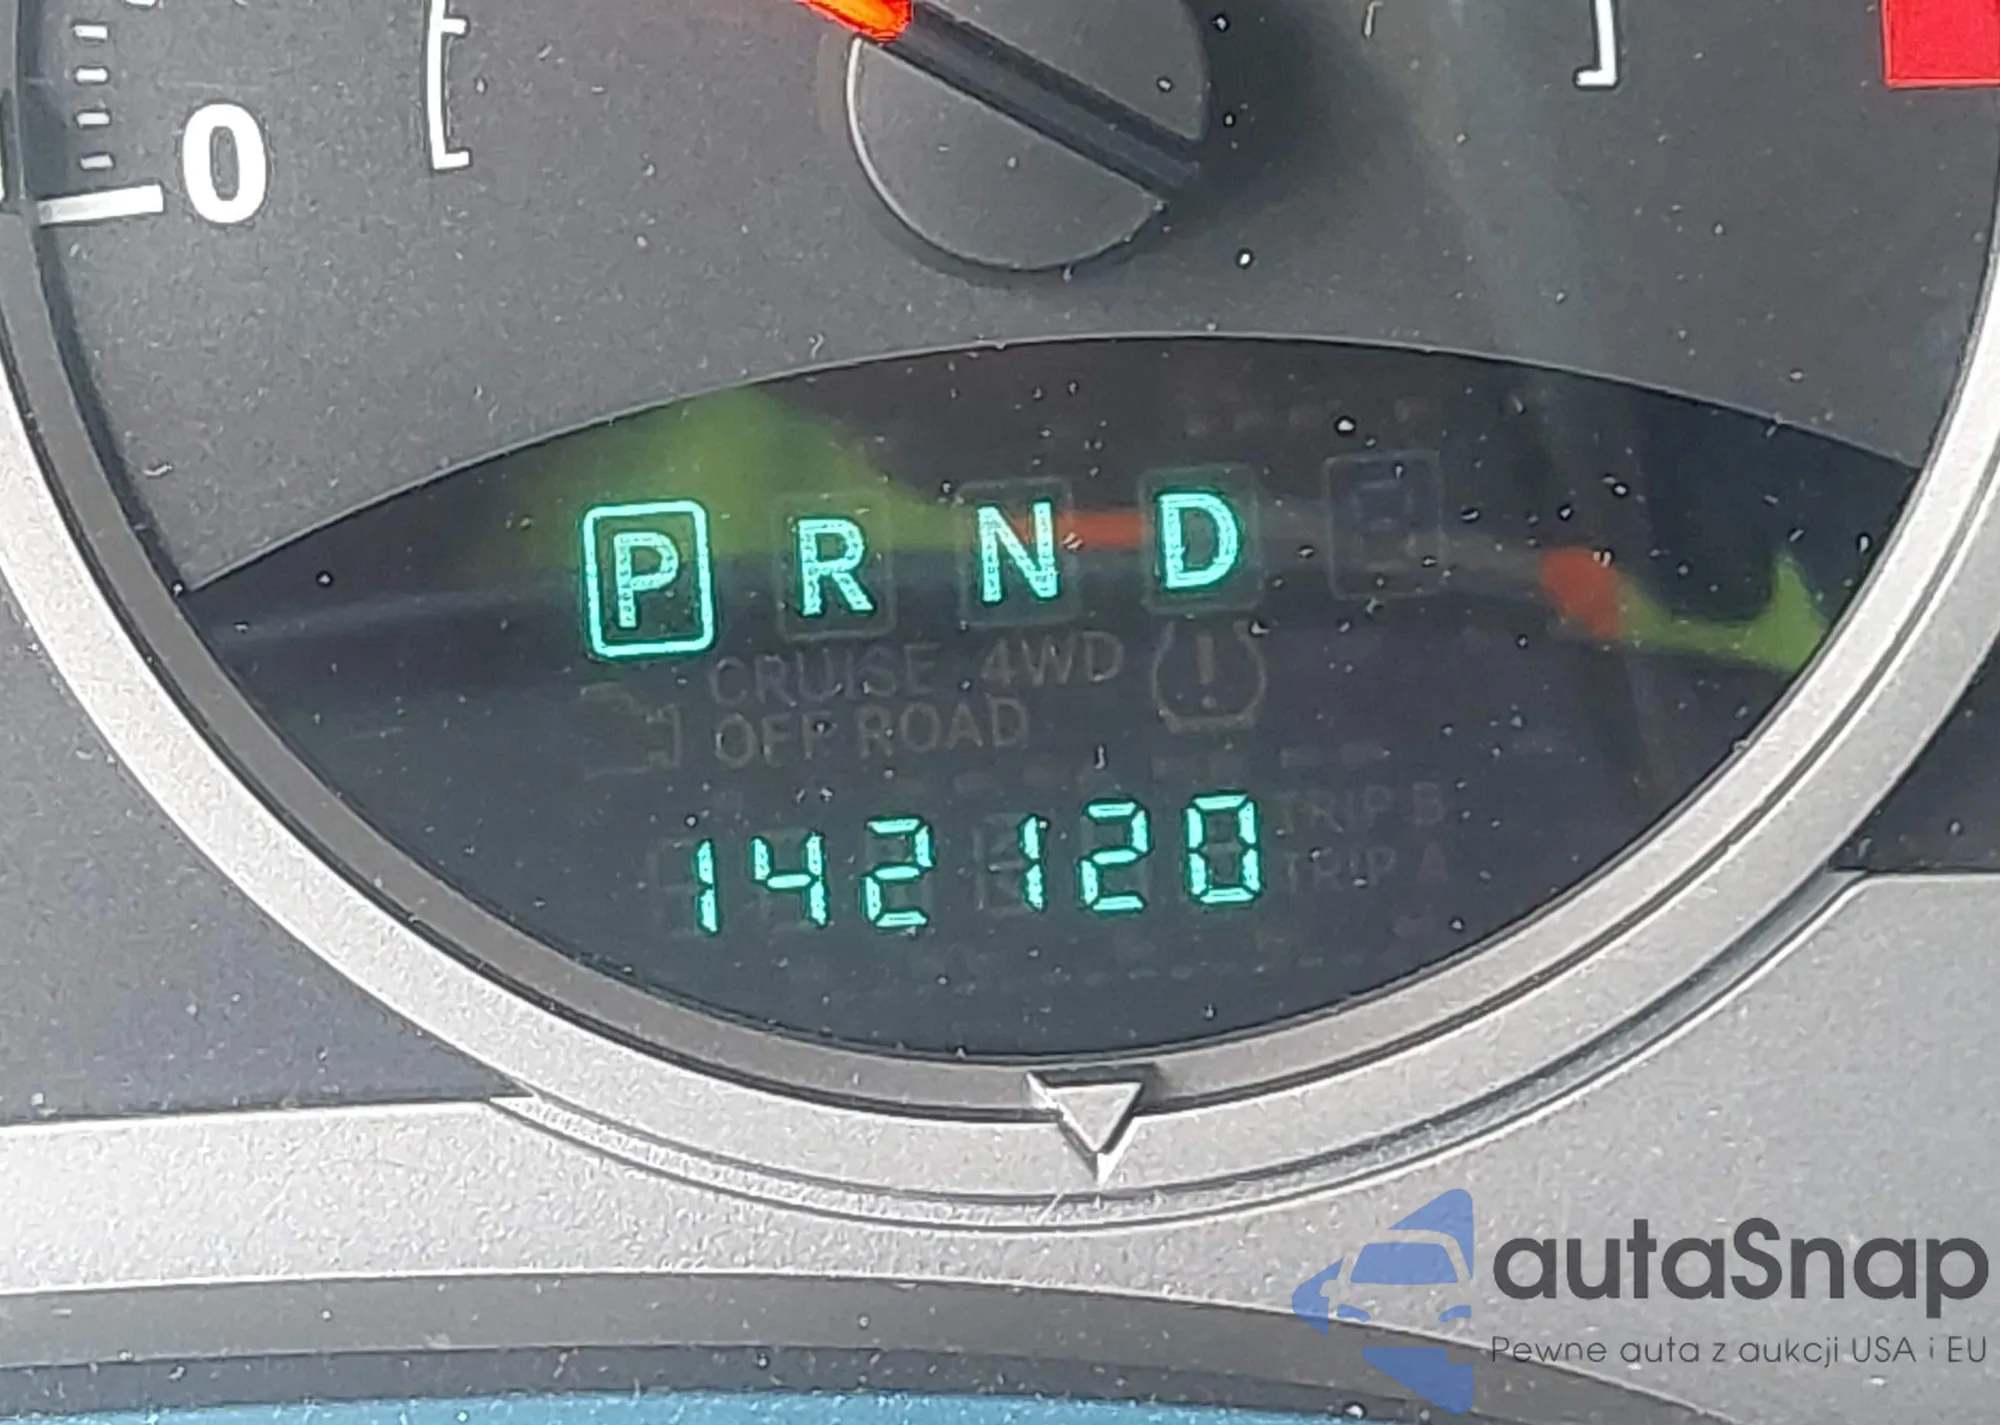 0
P R N D
CRUISE 4WD
OFF ROAD
TRIP B
142120
TRIP A
autaSnap
Pewne auta z aukcji USA i EU